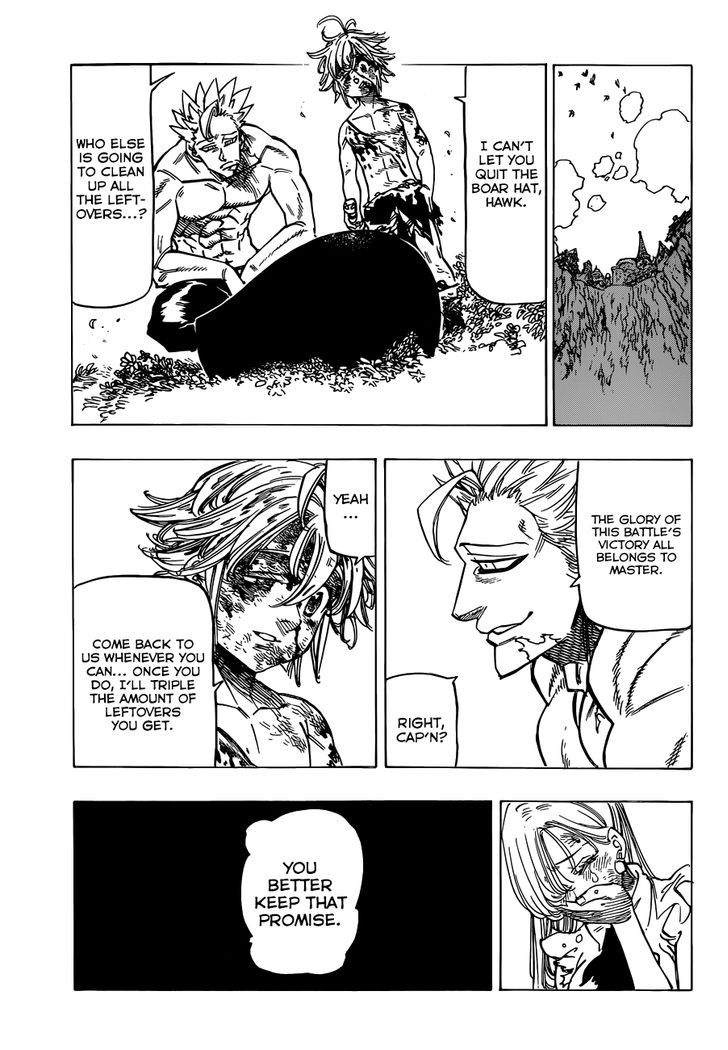 I CAN'T
LET YOU
QUIT THE
BOAR HAT,
HAWK.
WHO ELSE
IS GOING
TO CLEAN
UP ALL
THE LEFT-
OVERS...?
THE GLORY OF
THIS BATTLE'S
VICTORY ALL
BELONGS TO
MASTER.
RIGHT,
CAP'N?
YEAH
...
COME BACK TO
US WHENEVER YOU
CAN... ONCE YOU
DO, I'LL TRIPLE
THE AMOUNT OF
LEFTOVERS
YOU GET.
YOU
BETTER
KEEP THAT
PROMISE.